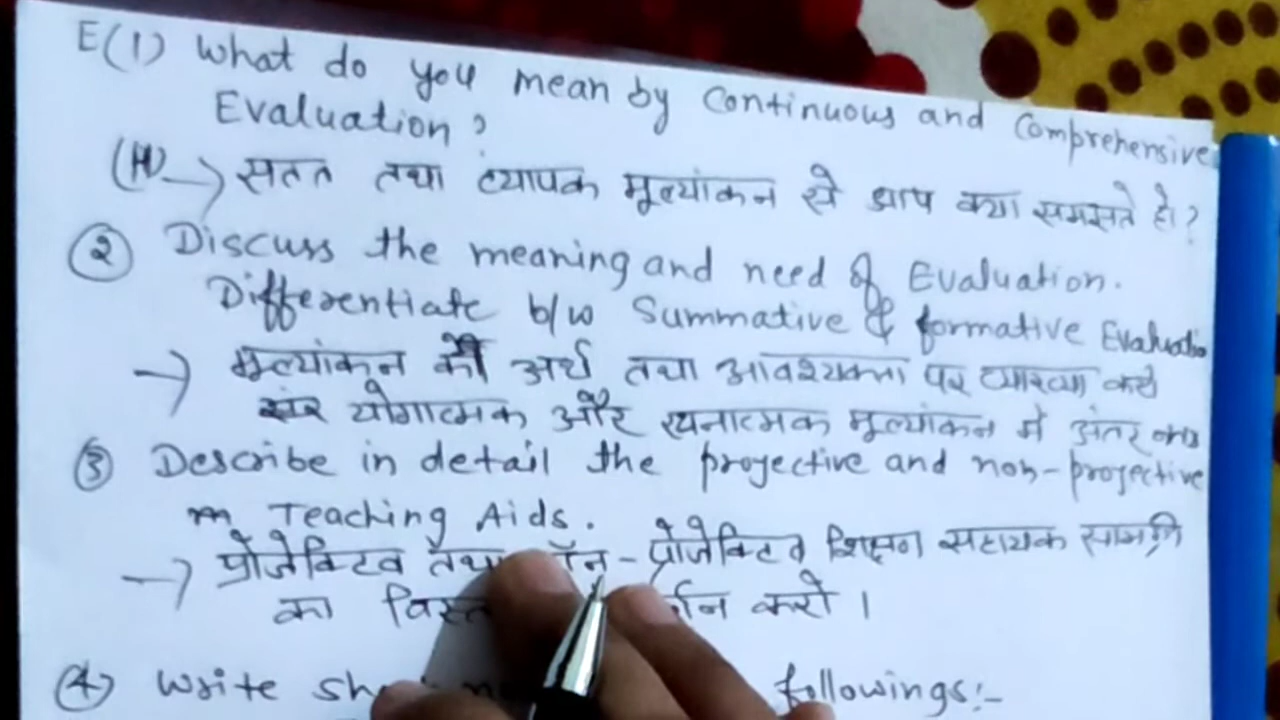 E(1) What do you mean by Continuous and Comprehensive
Evaluation?
(H) → सतत तथा व्यापक मूल्यांकन से आप क्या समझते हो?
② Discuss the meaning and need of Evaluation.
Differentiate b/w Summative & formative Evaluation
→ मूल्यांकन की अर्थ तथा आवश्यकता पर व्याख्या करो
योगात्मक और रचनात्मक मूल्यांकन में अंतर
③ Describe in detail the projective and non-projective
Teaching Aids.
→ प्रोजेक्टिव तथा नॉन-प्रोजेक्टिव शिक्षण सहायक सामग्री
का करो ।
(4) Write followings:-